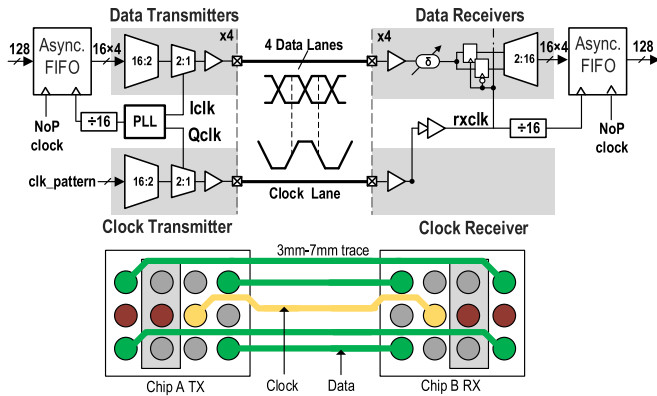 Data Transmitters
Data Receivers
128
Async.
FIFO
16×4
16:2
2:1
x4
4 Data Lanes
x4
δ
2:16
16×4
Async.
FIFO
128
NoP
clock
÷16
PLL
Iclk
Qclk
rxclk
÷16
NoP
clock
clk_pattern
16:2
2:1
Clock Lane
Clock Transmitter
Clock Receiver
3mm-7mm trace
Chip A TX
Clock
Data
Chip B RX